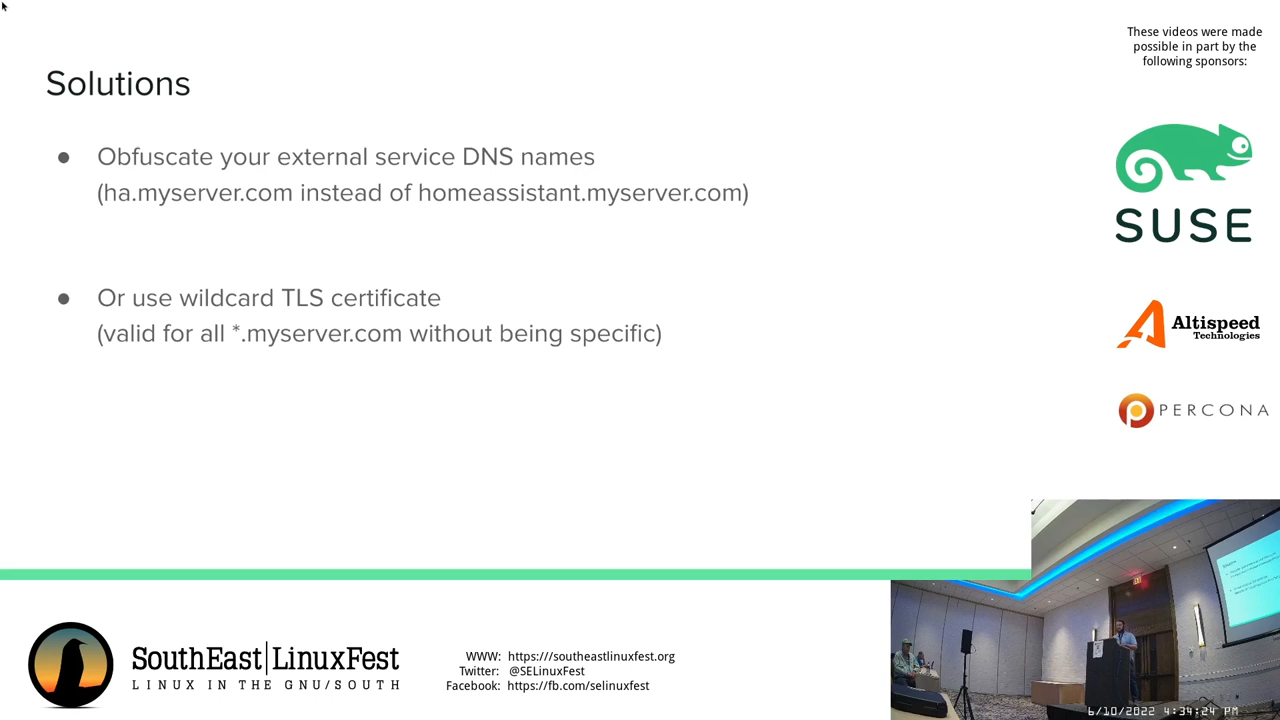 Solutions
● Obfuscate your external service DNS names
(ha.myserver.com instead of homeassistant.myserver.com)
● Or use wildcard TLS certificate
(valid for all *.myserver.com without being specific)
These videos were made
possible in part by the
following sponsors:
SUSE
Altispeed
Technologies
PERCONA
SouthEast|LinuxFest
LINUX IN THE GNU/SOUTH
WWW: https:///southeastlinuxfest.org
Twitter: @SELinuxFest
Facebook: https://fb.com/selinuxfest
6/10/2022 4:34:24 PM